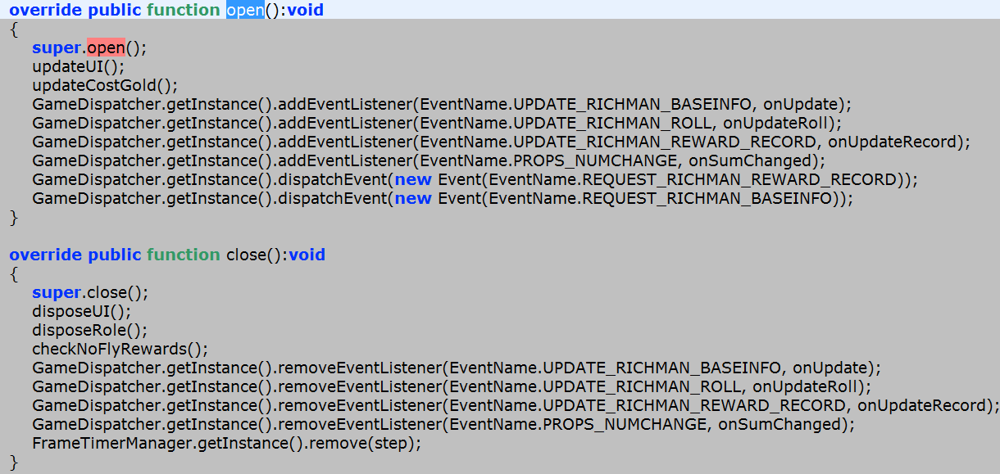 override public function open():void
{
super.open();
updateUI();
updateCostGold();
GameDispatcher.getInstance().addEventListener(EventName.UPDATE_RICHMAN_BASEINFO, onUpdate);
GameDispatcher.getInstance().addEventListener(EventName.UPDATE_RICHMAN_ROLL, onUpdateRoll);
GameDispatcher.getInstance().addEventListener(EventName.UPDATE_RICHMAN_REWARD_RECORD, onUpdateRecord);
GameDispatcher.getInstance().addEventListener(EventName.PROPS_NUMCHANGE, onSumChanged);
GameDispatcher.getInstance().dispatchEvent(new Event(EventName.REQUEST_RICHMAN_REWARD_RECORD));
GameDispatcher.getInstance().dispatchEvent(new Event(EventName.REQUEST_RICHMAN_BASEINFO));
}
override public function close():void
{
super.close();
disposeUI();
disposeRole();
checkNoFlyRewards();
GameDispatcher.getInstance().removeEventListener(EventName.UPDATE_RICHMAN_BASEINFO, onUpdate);
GameDispatcher.getInstance().removeEventListener(EventName.UPDATE_RICHMAN_ROLL, onUpdateRoll);
GameDispatcher.getInstance().removeEventListener(EventName.UPDATE_RICHMAN_REWARD_RECORD, onUpdateRecord);
GameDispatcher.getInstance().removeEventListener(EventName.PROPS_NUMCHANGE, onSumChanged);
FrameTimerManager.getInstance().remove(step);
}